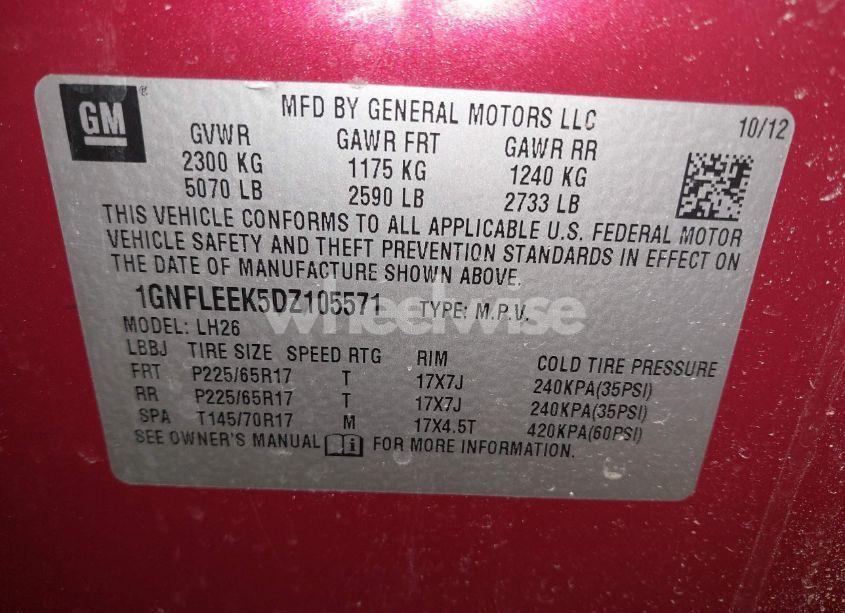 GM
MFD BY GENERAL MOTORS LLC
10/12
GVWR GAWR FRT GAWR RR
2300 KG 1175 KG 1240 KG
5070 LB 2590 LB 2733 LB
THIS VEHICLE CONFORMS TO ALL APPLICABLE U.S. FEDERAL MOTOR
VEHICLE SAFETY AND THEFT PREVENTION STANDARDS IN EFFECT ON
THE DATE OF MANUFACTURE SHOWN ABOVE.
1GNFLEEK5DZ105571 TYPE: M.P.V.
wheelwise
MODEL: LH26
LBBJ TIRE SIZE SPEED RTG RIM COLD TIRE PRESSURE
FRT P225/65R17 T 17X7J 240KPA(35PSI)
RR P225/65R17 T 17X7J 240KPA(35PSI)
SPA T145/70R17 M 17X4.5T 420KPA(60PSI)
SEE OWNER'S MANUAL FOR MORE INFORMATION.